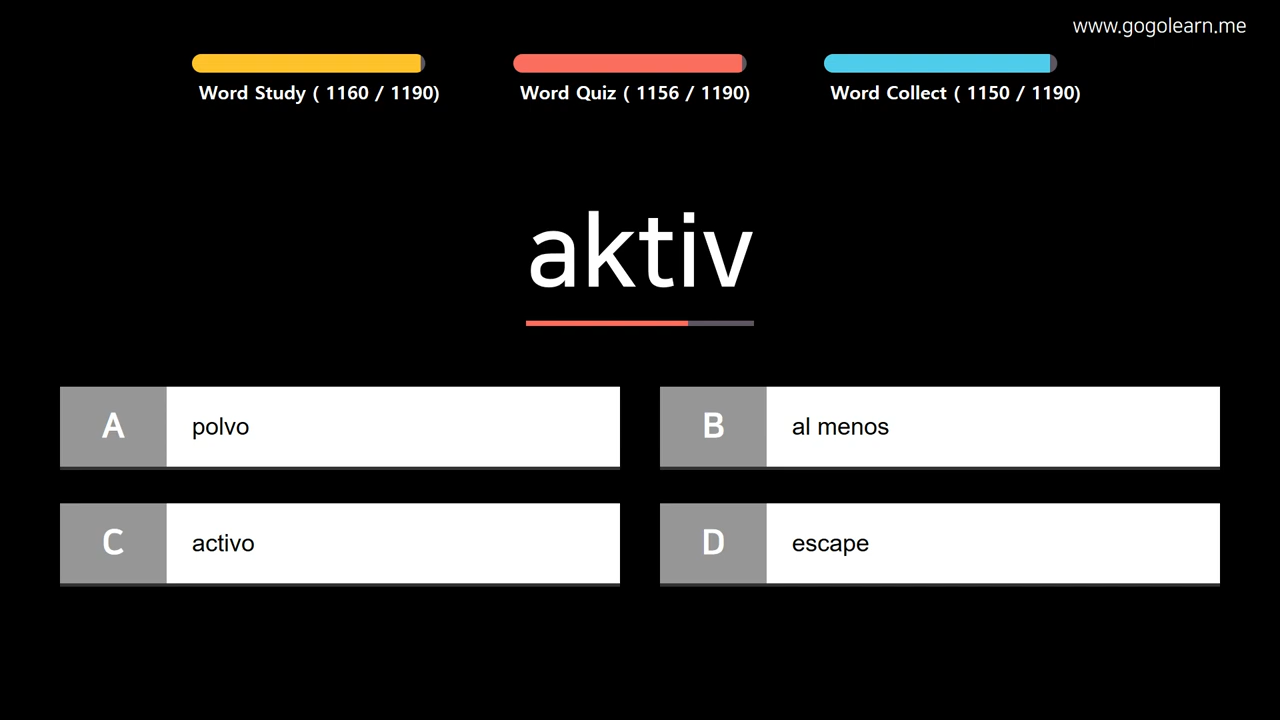 www.gogolearn.me
Word Study ( 1160 / 1190)
Word Quiz ( 1156 / 1190)
Word Collect ( 1150 / 1190)
aktiv
A polvo
B al menos
C activo
D escape